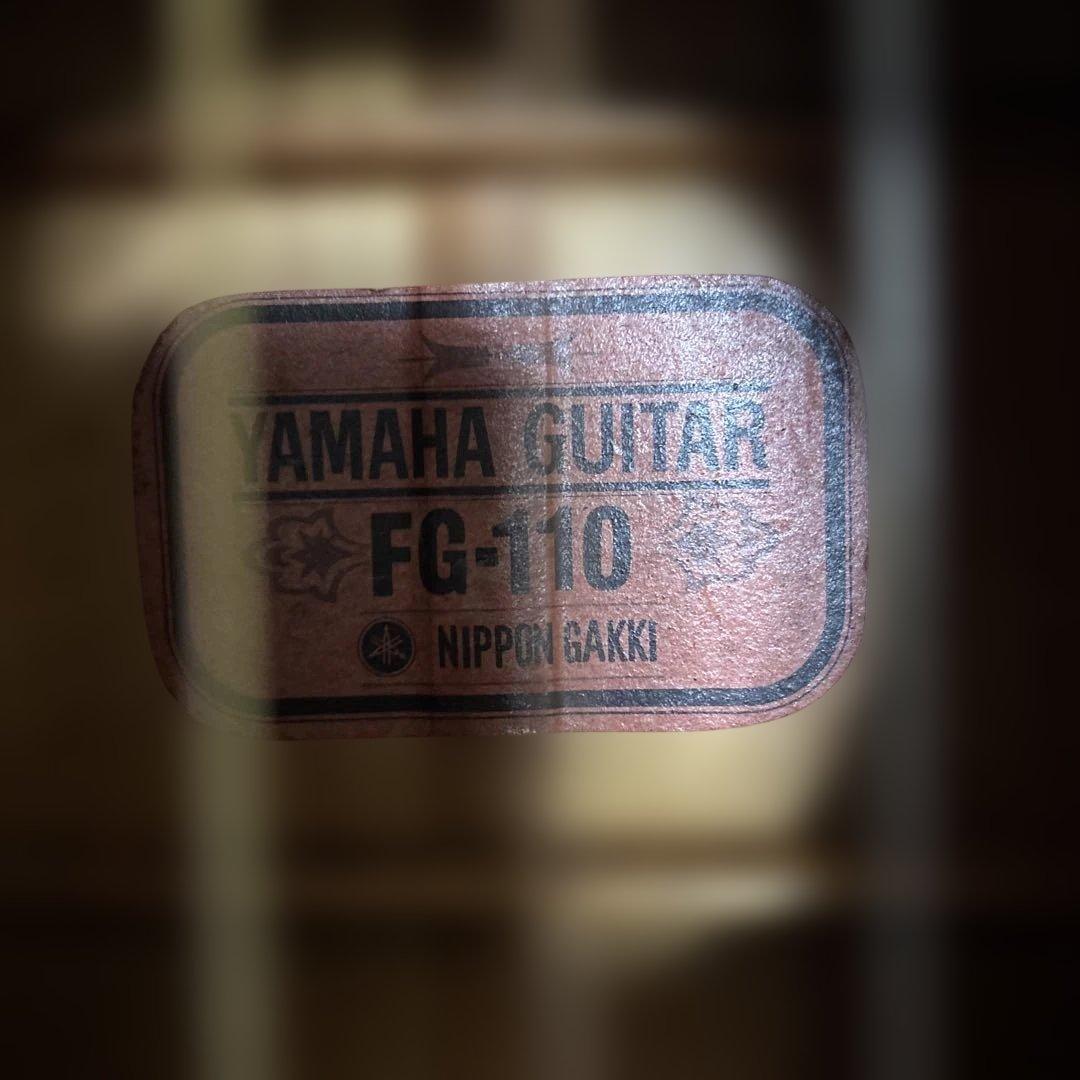 YAMAHA GUITAR
FG-110
NIPPON GAKKI